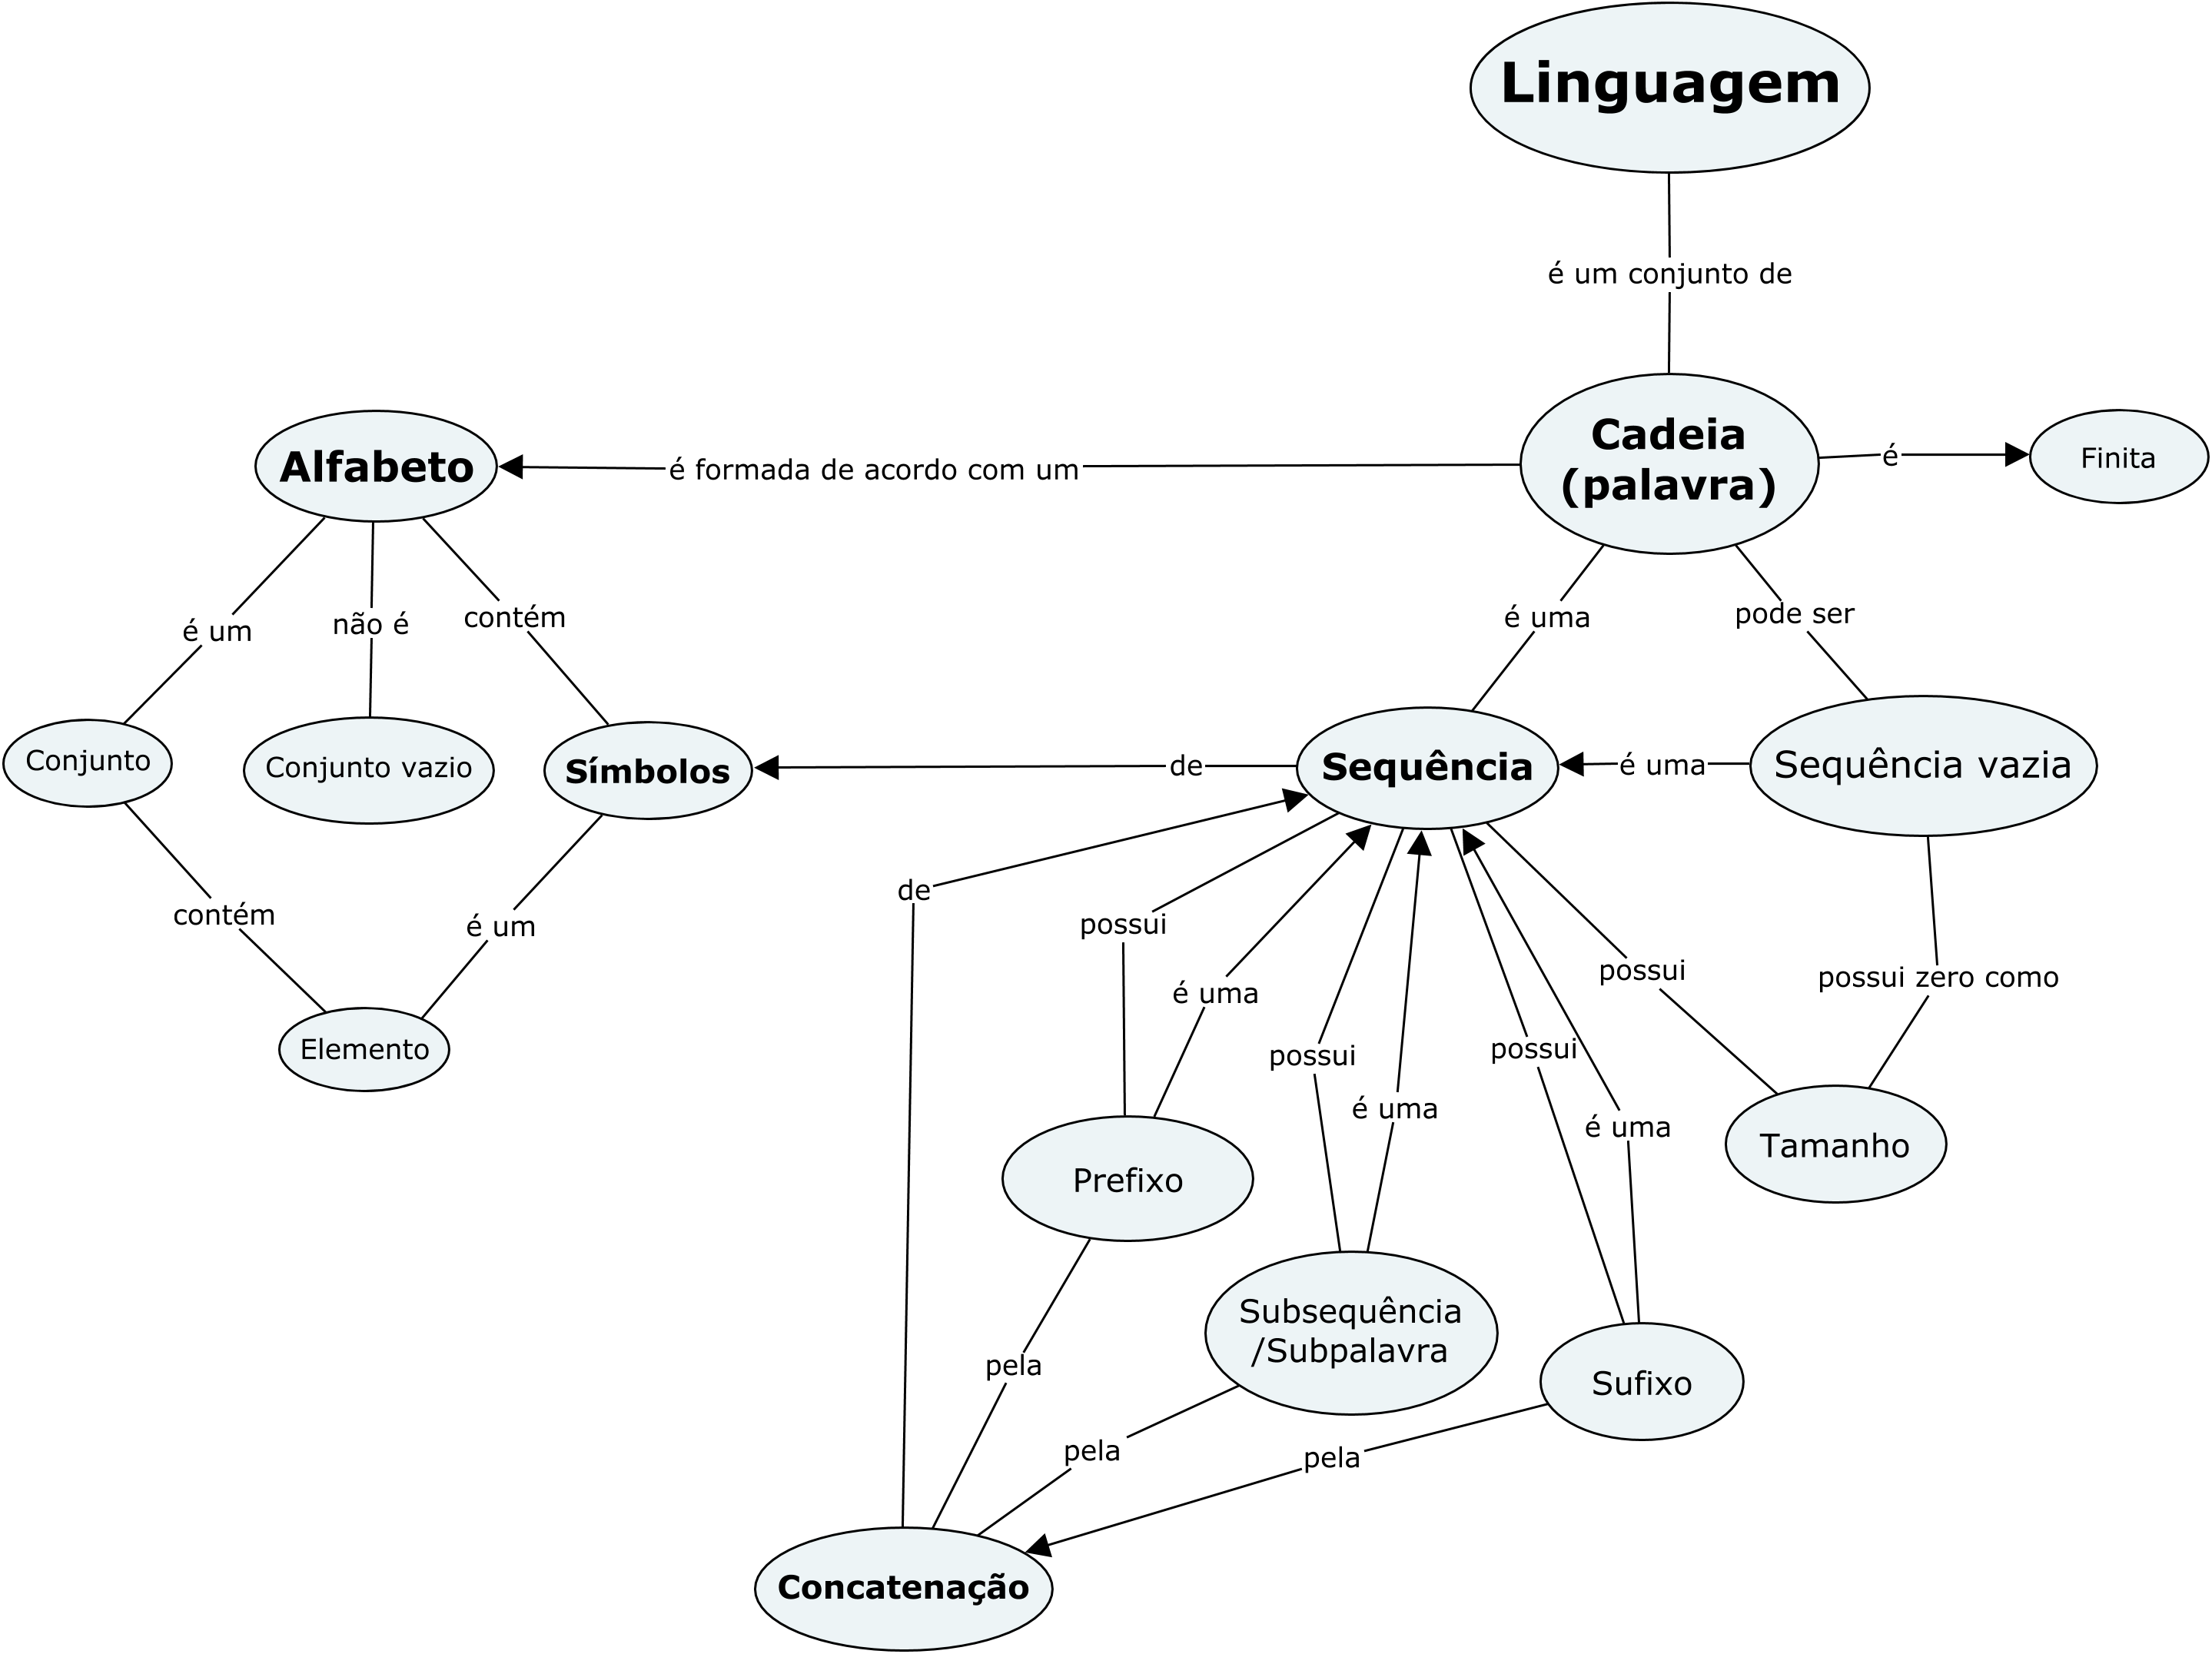 Linguagem
é um conjunto de
Cadeia
(palavra)
Alfabeto
é formada de acordo com um
é
Finita
é um
não é
contém
é uma
pode ser
Conjunto
Conjunto vazio
Símbolos
de
Sequência
é uma
Sequência vazia
contém
é um
de
possui
é uma
possui
possui zero como
Elemento
possui
é uma
possui
é uma
Tamanho
Prefixo
Subsequência
/Subpalavra
Sufixo
pela
pela
pela
Concatenação